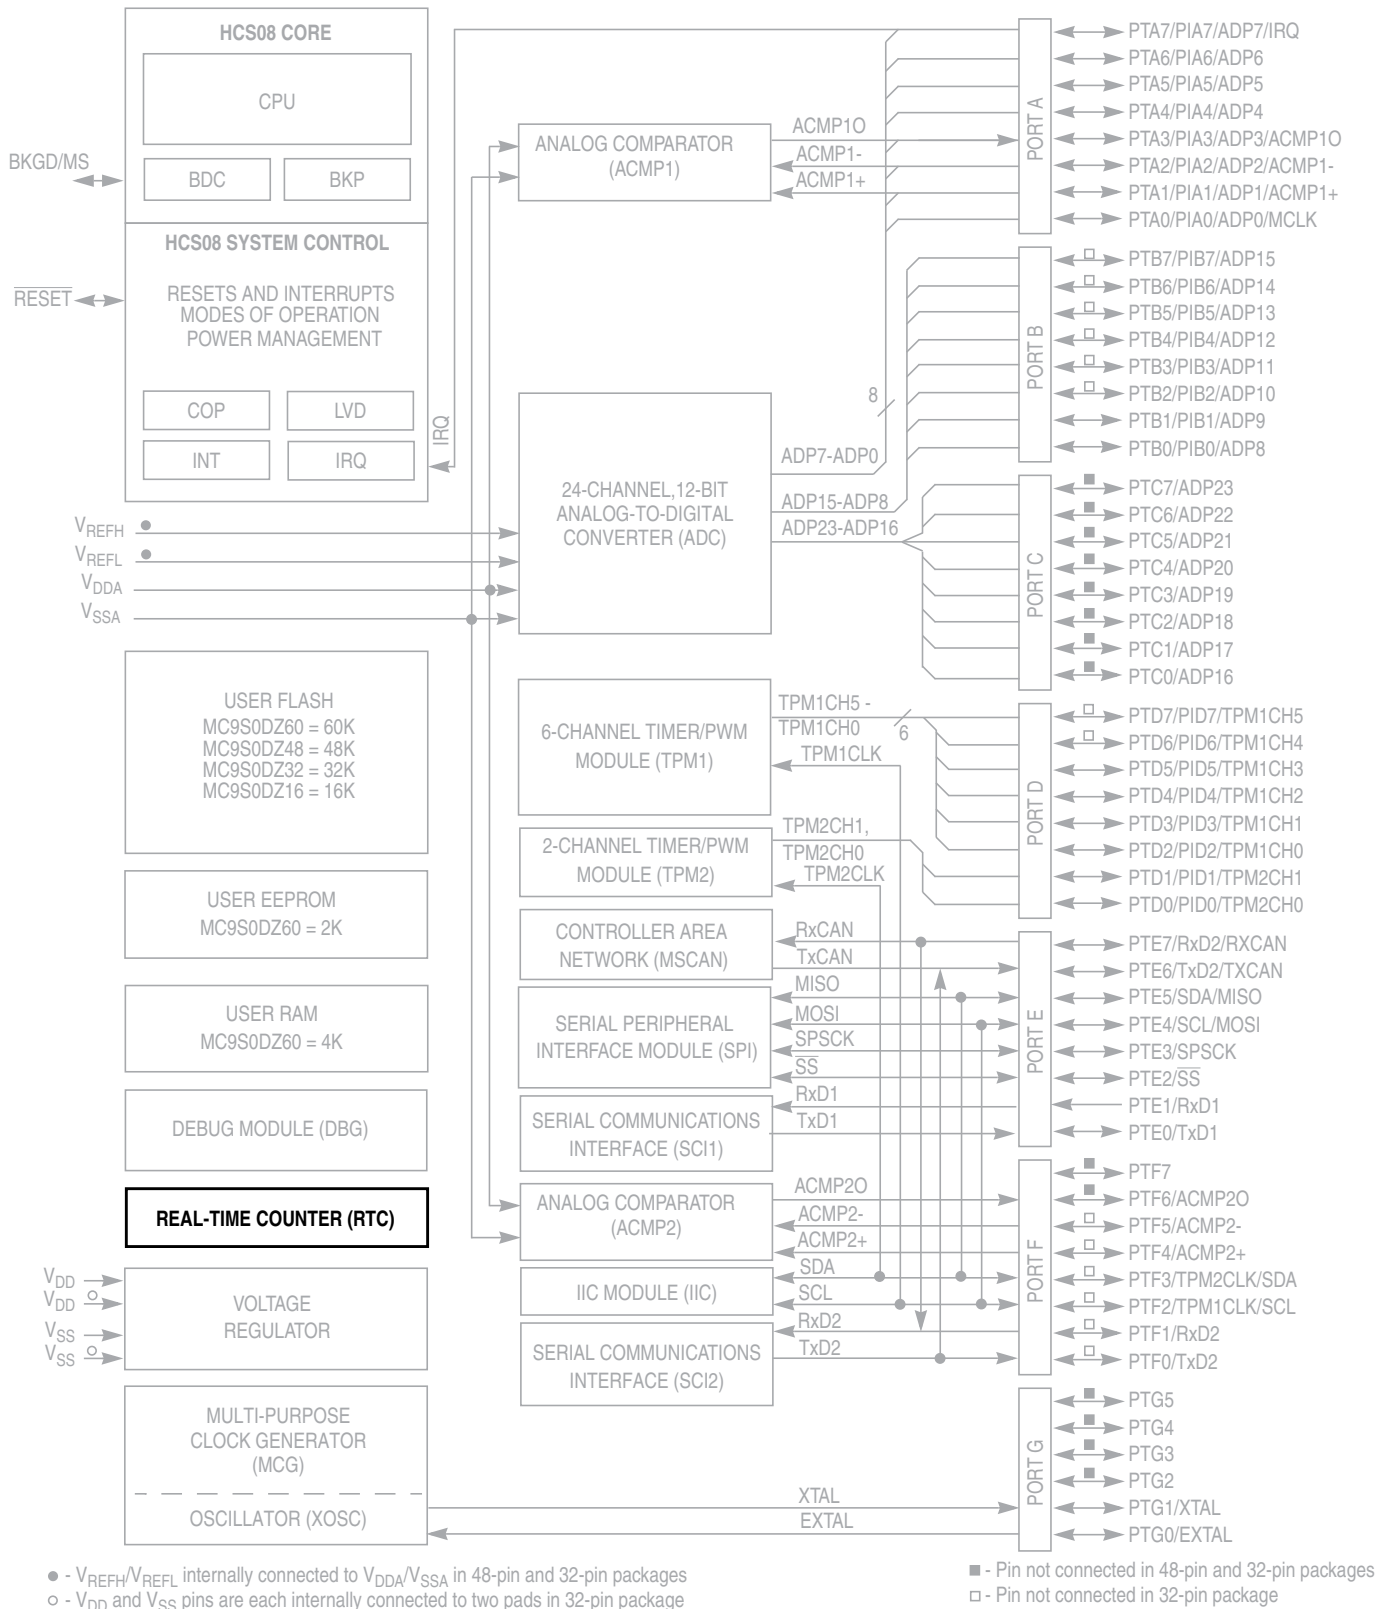 HCS08 CORE
CPU
BDC
BKP
BKGD/MS
HCS08 SYSTEM CONTROL
RESETS AND INTERRUPTS
MODES OF OPERATION
POWER MANAGEMENT
RESET
COP
LVD
INT
IRQ
IRQ
VREFH
VREFL
VDDA
VSSA
USER FLASH
MC9S0DZ60 = 60K
MC9S0DZ48 = 48K
MC9S0DZ32 = 32K
MC9S0DZ16 = 16K
USER EEPROM
MC9S0DZ60 = 2K
USER RAM
MC9S0DZ60 = 4K
DEBUG MODULE (DBG)
REAL-TIME COUNTER (RTC)
VDD
VDD
VSS
VSS
VOLTAGE
REGULATOR
MULTI-PURPOSE
CLOCK GENERATOR
(MCG)
OSCILLATOR (XOSC)
ANALOG COMPARATOR
(ACMP1)
ACMP1O
ACMP1-
ACMP1+
24-CHANNEL,12-BIT
ANALOG-TO-DIGITAL
CONVERTER (ADC)
8
ADP7-ADP0
ADP15-ADP8
ADP23-ADP16
6-CHANNEL TIMER/PWM
MODULE (TPM1)
TPM1CH5 -
TPM1CH0
6
TPM1CLK
2-CHANNEL TIMER/PWM
MODULE (TPM2)
TPM2CH1,
TPM2CH0
TPM2CLK
CONTROLLER AREA
NETWORK (MSCAN)
RxCAN
TxCAN
SERIAL PERIPHERAL
INTERFACE MODULE (SPI)
MISO
MOSI
SPSCK
SS
SERIAL COMMUNICATIONS
INTERFACE (SCI1)
RxD1
TxD1
ANALOG COMPARATOR
(ACMP2)
ACMP2O
ACMP2-
ACMP2+
IIC MODULE (IIC)
SDA
SCL
SERIAL COMMUNICATIONS
INTERFACE (SCI2)
RxD2
TxD2
XTAL
EXTAL
PORT A
PTA7/PIA7/ADP7/IRQ
PTA6/PIA6/ADP6
PTA5/PIA5/ADP5
PTA4/PIA4/ADP4
PTA3/PIA3/ADP3/ACMP1O
PTA2/PIA2/ADP2/ACMP1-
PTA1/PIA1/ADP1/ACMP1+
PTA0/PIA0/ADP0/MCLK
PORT B
PTB7/PIB7/ADP15
PTB6/PIB6/ADP14
PTB5/PIB5/ADP13
PTB4/PIB4/ADP12
PTB3/PIB3/ADP11
PTB2/PIB2/ADP10
PTB1/PIB1/ADP9
PTB0/PIB0/ADP8
PORT C
PTC7/ADP23
PTC6/ADP22
PTC5/ADP21
PTC4/ADP20
PTC3/ADP19
PTC2/ADP18
PTC1/ADP17
PTC0/ADP16
PORT D
PTD7/PID7/TPM1CH5
PTD6/PID6/TPM1CH4
PTD5/PID5/TPM1CH3
PTD4/PID4/TPM1CH2
PTD3/PID3/TPM1CH1
PTD2/PID2/TPM1CH0
PTD1/PID1/TPM2CH1
PTD0/PID0/TPM2CH0
PORT E
PTE7/RxD2/RXCAN
PTE6/TxD2/TXCAN
PTE5/SDA/MISO
PTE4/SCL/MOSI
PTE3/SPSCK
PTE2/SS
PTE1/RxD1
PTE0/TxD1
PORT F
PTF7
PTF6/ACMP2O
PTF5/ACMP2-
PTF4/ACMP2+
PTF3/TPM2CLK/SDA
PTF2/TPM1CLK/SCL
PTF1/RxD2
PTF0/TxD2
PORT G
PTG5
PTG4
PTG3
PTG2
PTG1/XTAL
PTG0/EXTAL
● - VREFH/VREFL internally connected to VDDA/VSSA in 48-pin and 32-pin packages
○ - VDD and VSS pins are each internally connected to two pads in 32-pin package
■ - Pin not connected in 48-pin and 32-pin packages
□ - Pin not connected in 32-pin package